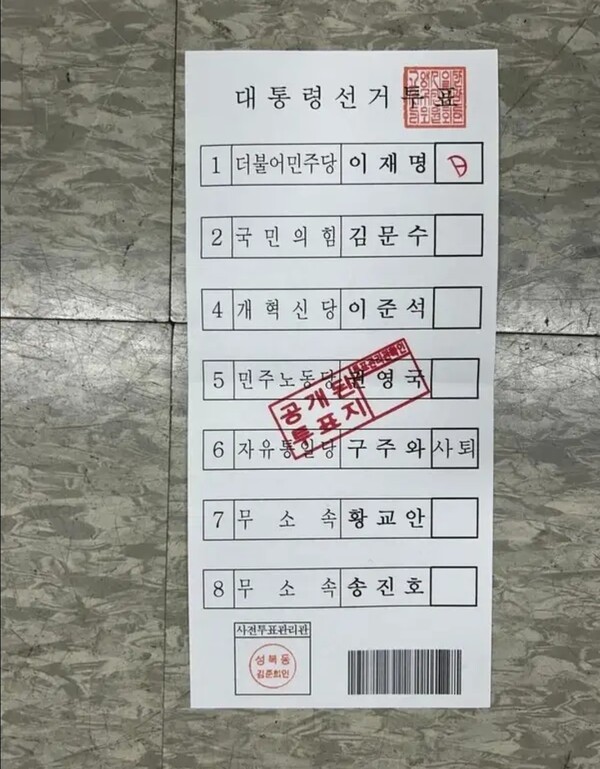 대통령선거투표
1 더불어민주당 이재명
2 국민의힘 김문수
4 개혁신당 이준석
5 민주노동당 권영국
공개된
투표지
6 자유통일당 구주와 사퇴
7 무소속 황교안
8 무소속 송진호
사전투표관리관
성북동